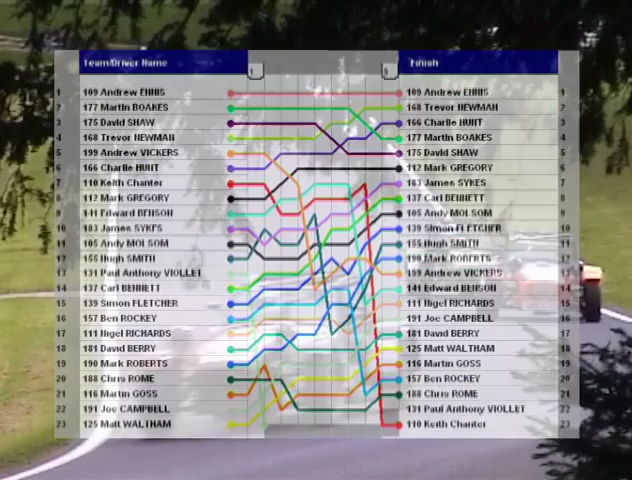 Team/Driver Name Finish
1 109 Andrew ENNIS 109 Andrew ENNIS 1
2 177 Martin BOAKES 168 Trevor NEWMAN 2
3 175 David SHAW 166 Charlie HUNT 3
4 168 Trevor NEWMAN 177 Martin BOAKES 4
5 199 Andrew VICKERS 175 David SHAW 5
6 166 Charlie HUNT 112 Mark GREGORY 6
7 110 Keith Chanter 183 James SYKES 7
8 112 Mark GREGORY 137 Carl BENNETT 8
9 141 Edward BENSON 105 Andy MOLSOM 9
10 183 James SYKES 139 Simon FLETCHER 10
11 105 Andy MOLSOM 155 Hugh SMITH 11
12 155 Hugh SMITH 190 Mark ROBERTS 12
13 131 Paul Anthony VIOLLET 199 Andrew VICKERS 13
14 137 Carl BENNETT 141 Edward BENSON 14
15 139 Simon FLETCHER 111 Nigel RICHARDS 15
16 157 Ben ROCKEY 191 Joe CAMPBELL 16
17 111 Nigel RICHARDS 181 David BERRY 17
18 181 David BERRY 125 Matt WALTHAM 18
19 190 Mark ROBERTS 116 Martin GOSS 19
20 188 Chris ROME 157 Ben ROCKEY 20
21 116 Martin GOSS 188 Chris ROME 21
22 191 Joe CAMPBELL 131 Paul Anthony VIOLLET 22
23 125 Matt WALTHAM 110 Keith Chanter 23